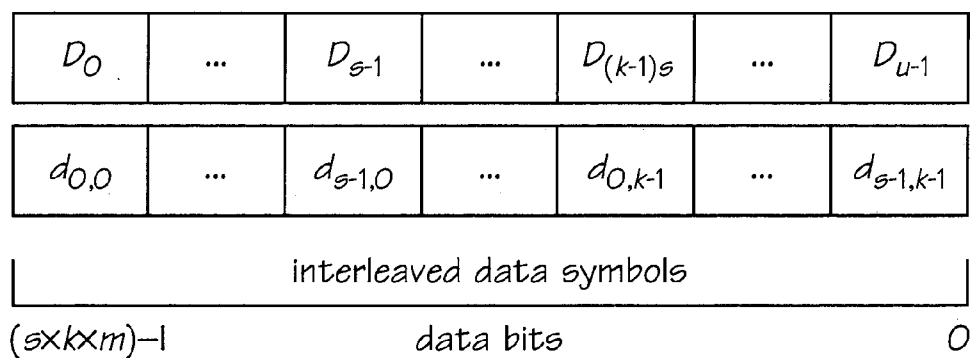 D₀ ... Dₛ₋₁ ... D₍ₖ₋₁₎ₛ ... Dᵤ₋₁
d₀,₀ ... dₛ₋₁,₀ ... d₀,ₖ₋₁ ... dₛ₋₁,ₖ₋₁
interleaved data symbols
(s×k×m)–1 data bits 0